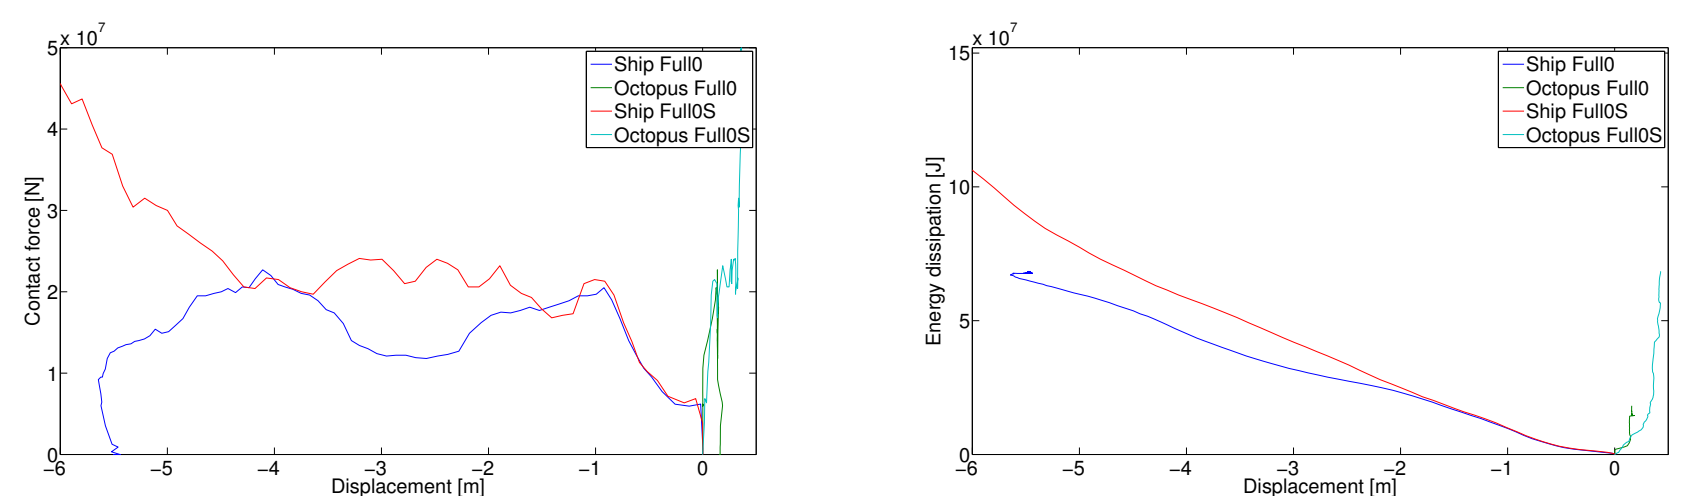 x 10^7
5
4
3
2
1
0
Contact force [N]
−6 −5 −4 −3 −2 −1 0
Displacement [m]
Ship Full0
Octopus Full0
Ship Full0S
Octopus Full0S
x 10^7
15
10
5
0
Energy dissipation [J]
−6 −5 −4 −3 −2 −1 0
Displacement [m]
Ship Full0
Octopus Full0
Ship Full0S
Octopus Full0S